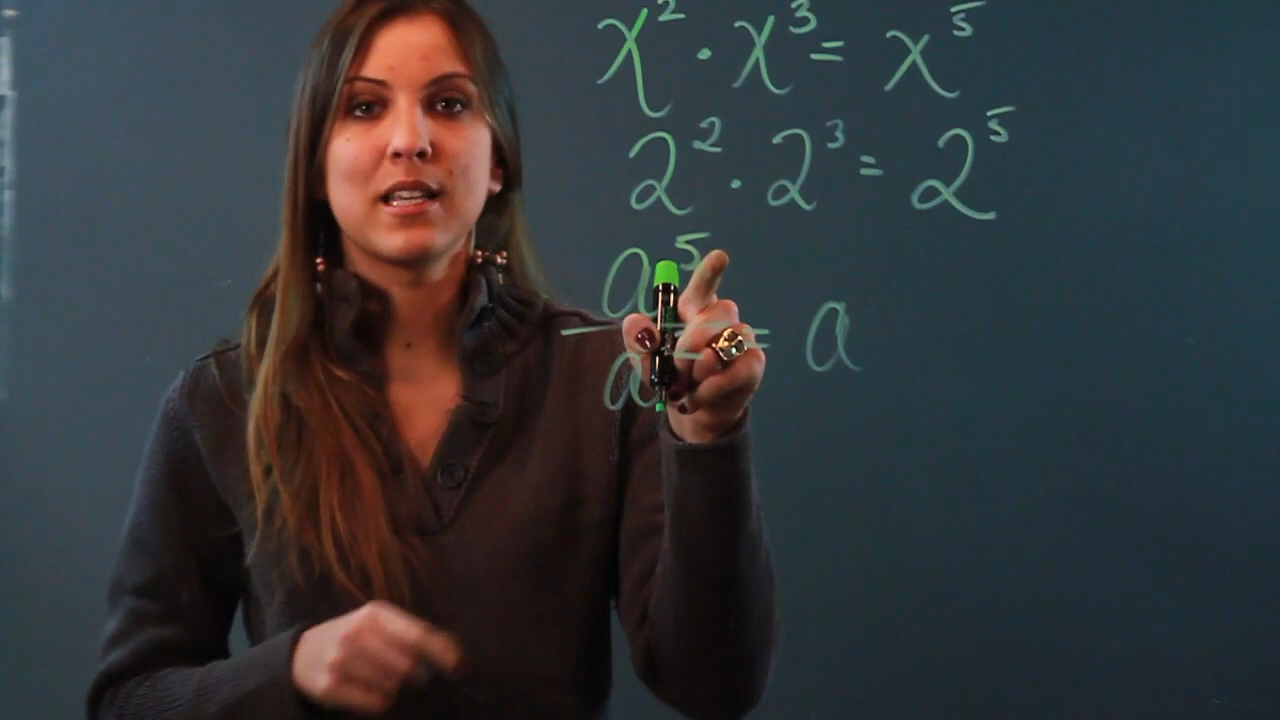 x² · x³ = x⁵
2² · 2³ = 2⁵
a⁵
a = a